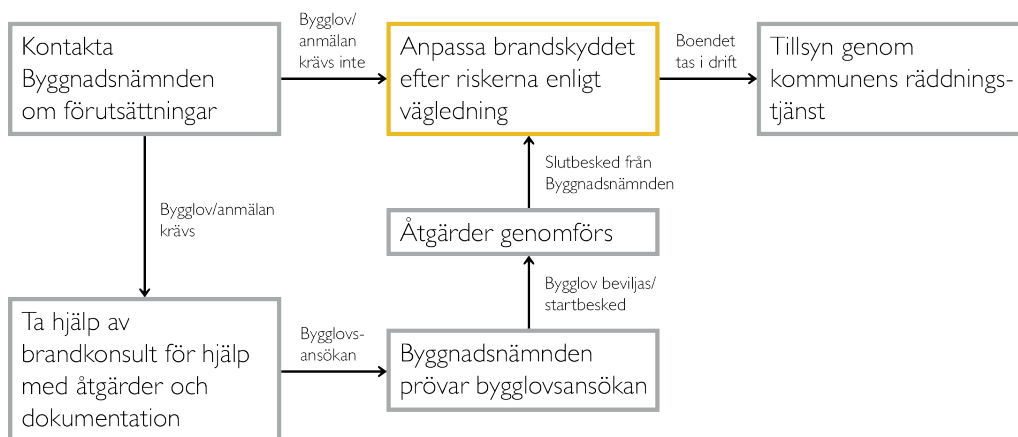 Kontakta
Byggnadsnämnden
om förutsättningar
Bygglov/
anmälan
krävs inte
Anpassa brandskyddet
efter riskerna enligt
vägledning
Boendet
tas i drift
Tillsyn genom
kommunens räddnings-
tjänst
Bygglov/anmälan
krävs
Slutbesked från
Byggnadsnämnden
Åtgärder genomförs
Bygglov beviljas/
startbesked
Ta hjälp av
brandkonsult för hjälp
med åtgärder och
dokumentation
Bygglovs-
ansökan
Byggnadsnämnden
prövar bygglovsansökan